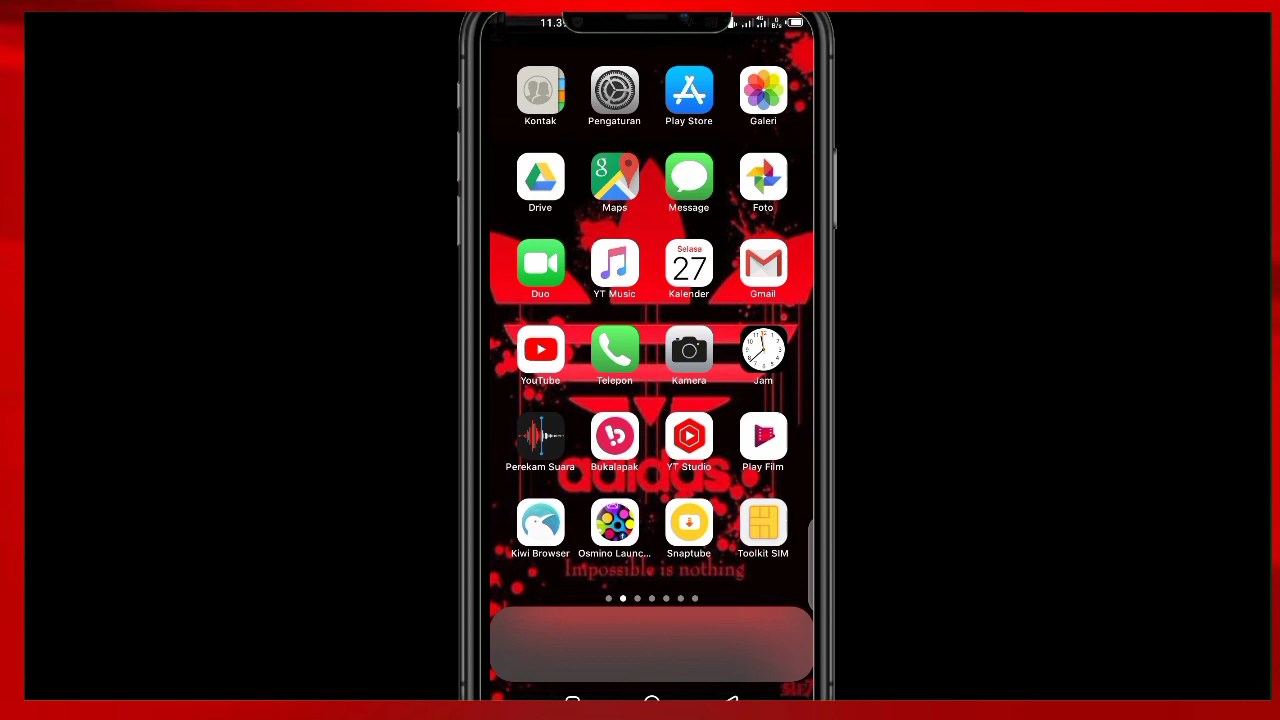 11.39
Kontak Pengaturan Play Store Galeri
Drive Maps Message Foto
Selasa
27
Duo YT Music Kalender Gmail
YouTube Telepon Kamera Jam
Perekam Suara Bukalapak YT Studio Play Film
adidas
Kiwi Browser Osmino Launc... Snaptube Toolkit SIM
Impossible is nothing